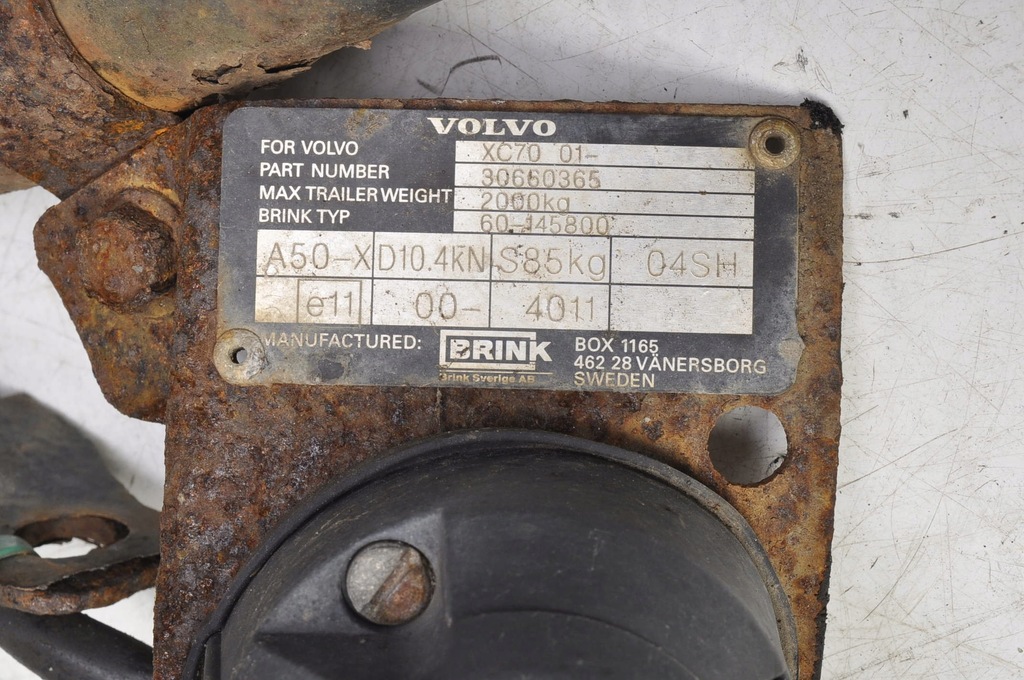 VOLVO
FOR VOLVO XC70 01-
PART NUMBER 30660365
MAX TRAILER WEIGHT 2000kg
BRINK TYP 60-145800
A50-X D10.4KN S85kg 04SH
e11 00- 4011
MANUFACTURED: BRINK BOX 1165
462 28 VÄNERSBORG
Brink Sverige AB SWEDEN